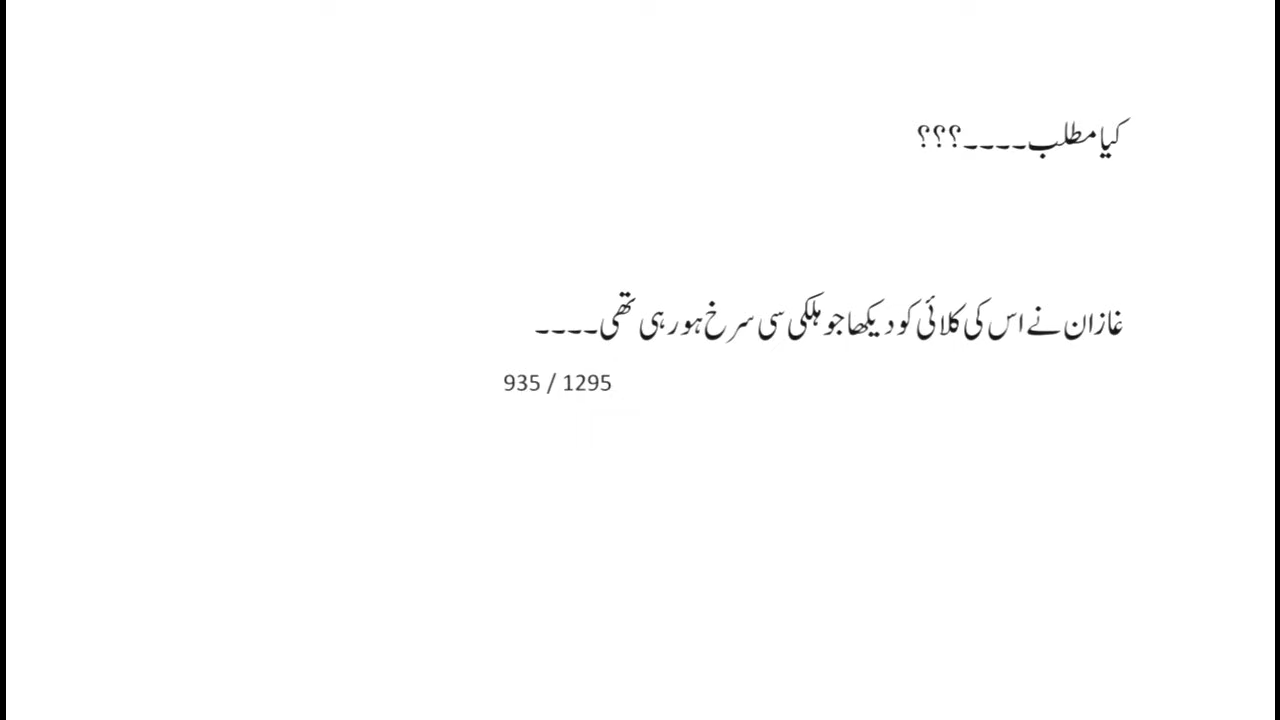 کیا مطلب۔۔۔۔؟؟؟
غازان نے اس کی کلائی کو دیکھا جو ہلکی سی سرخ ہو رہی تھی۔۔۔۔
935 / 1295